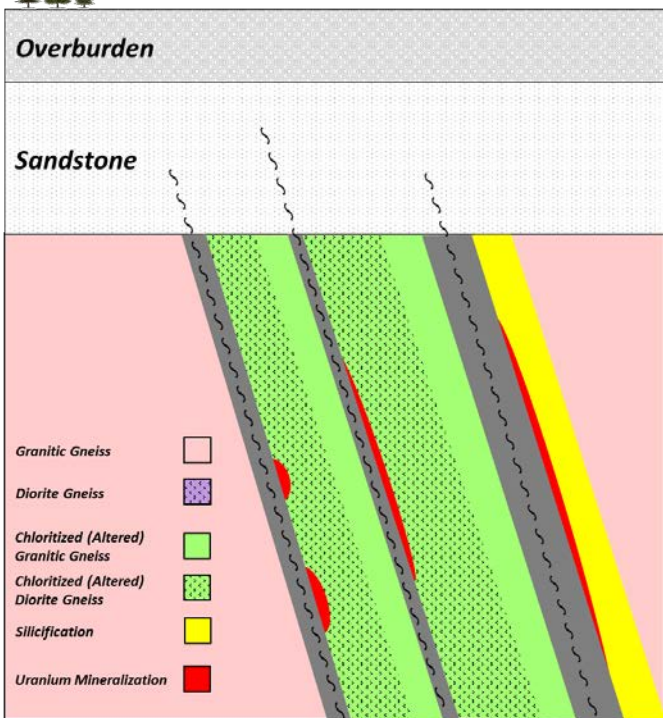 Overburden
Sandstone
Granitic Gneiss
Diorite Gneiss
Chloritized (Altered)
Granitic Gneiss
Chloritized (Altered)
Diorite Gneiss
Silicification
Uranium Mineralization